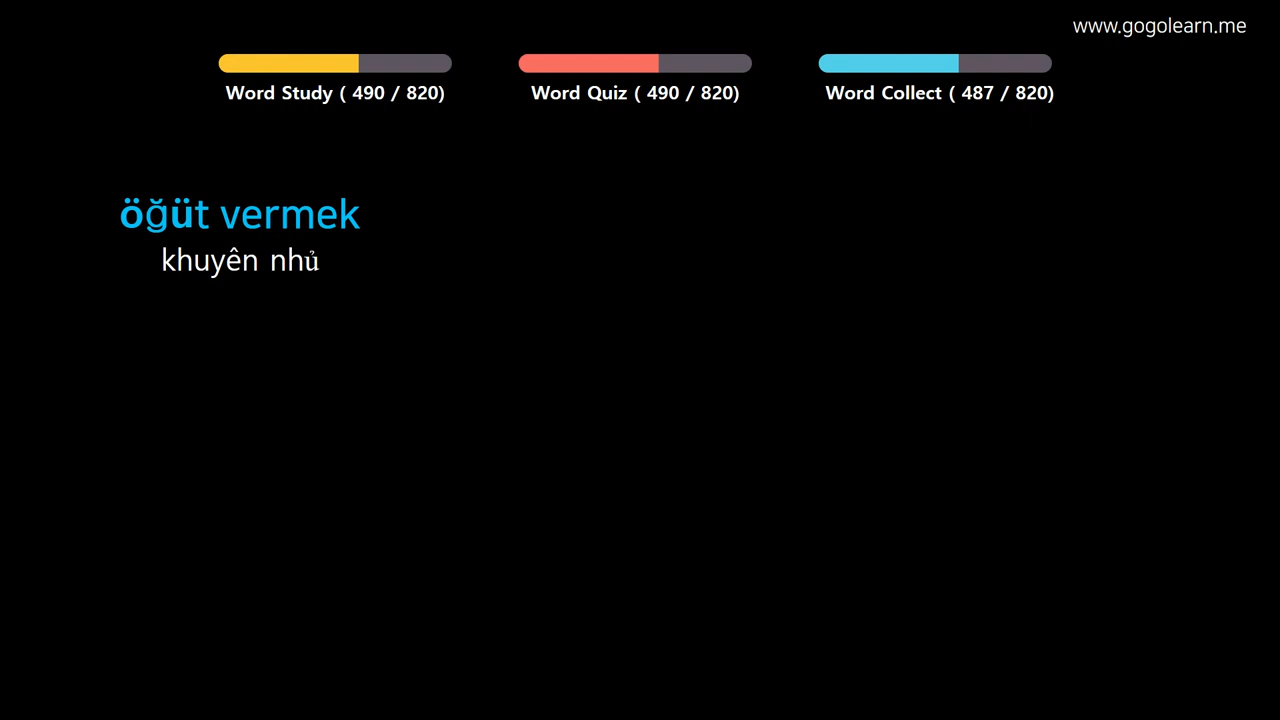 www.gogolearn.me
Word Study ( 490 / 820)
Word Quiz ( 490 / 820)
Word Collect ( 487 / 820)
öğüt vermek
khuyên nhủ